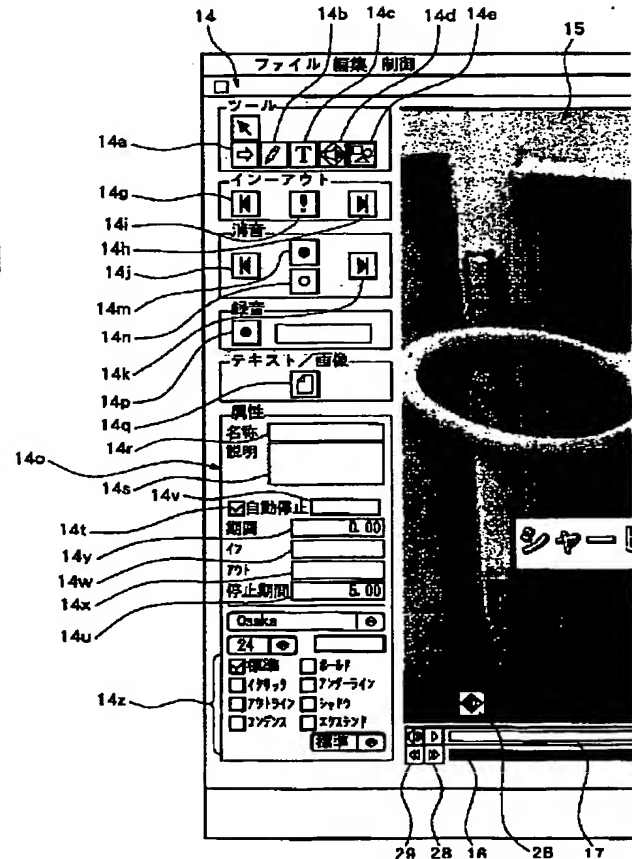 14 14b 14c 14d 14e
15
ファイル 編集 制御
ツール
14a
T
インーアウト
14g
14i
消音
14h
14j
14m
14n
録音
14k
14p
テキスト/画像
14q
属性
14r
名称
説明
14o
14s
14v
14t
自動停止
14y
期間 0.00
14w
イン
14x
アウト
14u
停止期間 5.00
Osaka
24
標準 ボールド
14z
イタリック アンダーライン
アウトライン シャドウ
コンデンス エクステンド
標準
シャー
29 28 16 26 17